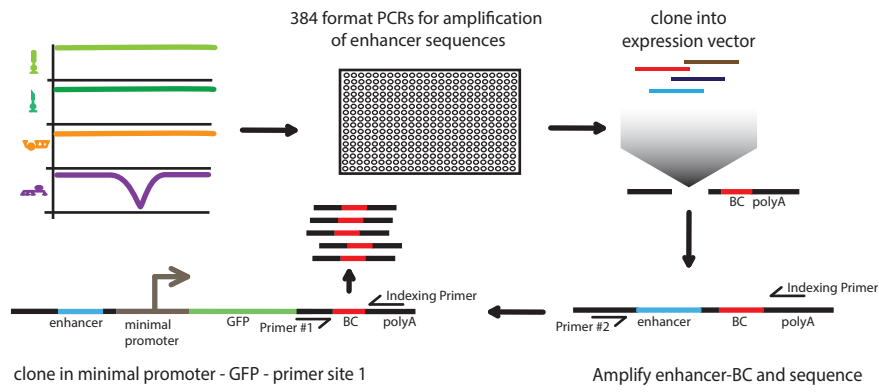 384 format PCRs for amplification
of enhancer sequences
clone into
expression vector
BC polyA
Indexing Primer
enhancer
minimal
promoter
GFP
Primer #1
BC
polyA
Indexing Primer
Primer #2
enhancer
BC
polyA
clone in minimal promoter - GFP - primer site 1
Amplify enhancer-BC and sequence